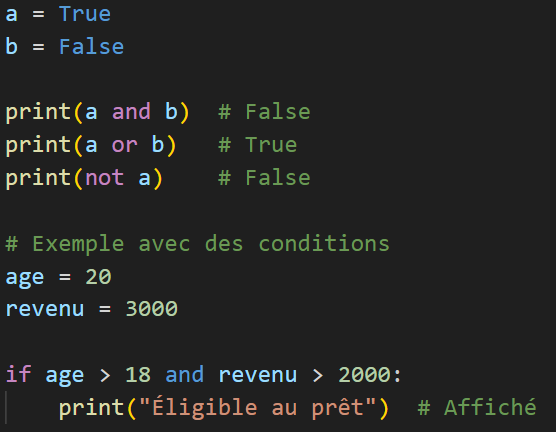 a = True
b = False

print(a and b)  # False
print(a or b)   # True
print(not a)    # False

# Exemple avec des conditions
age = 20
revenu = 3000

if age > 18 and revenu > 2000:
    print("Éligible au prêt")  # Affiché